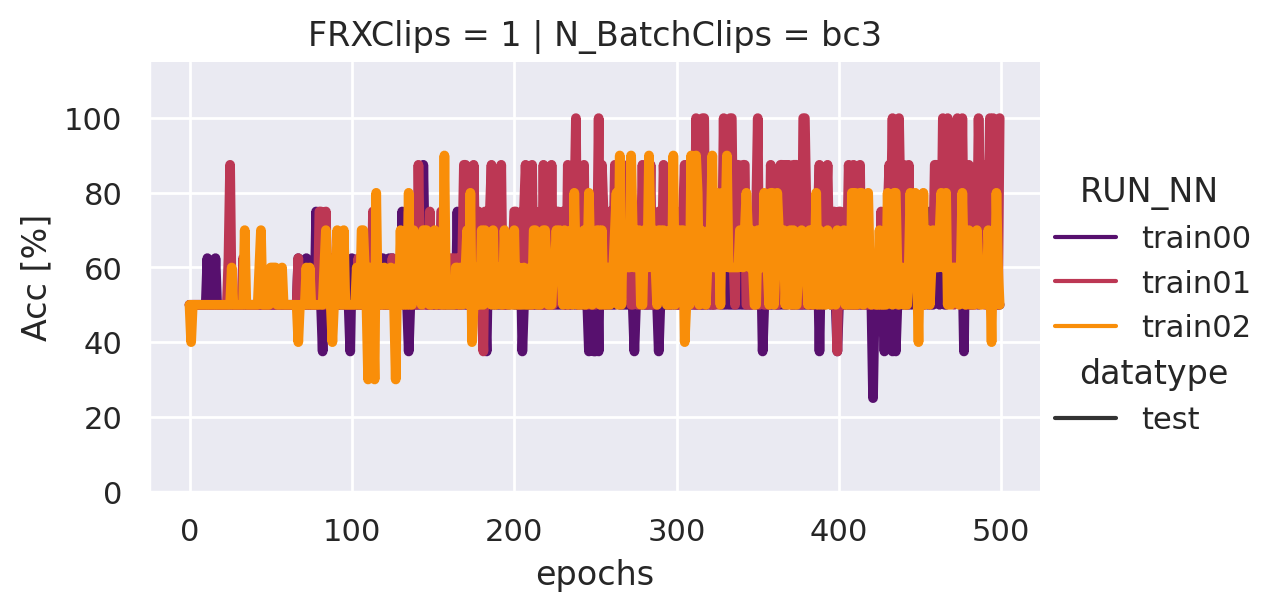 FRXClips = 1 | N_BatchClips = bc3
Acc [%]
100
80
60
40
20
0
0 100 200 300 400 500
epochs
RUN_NN
train00
train01
train02
datatype
test